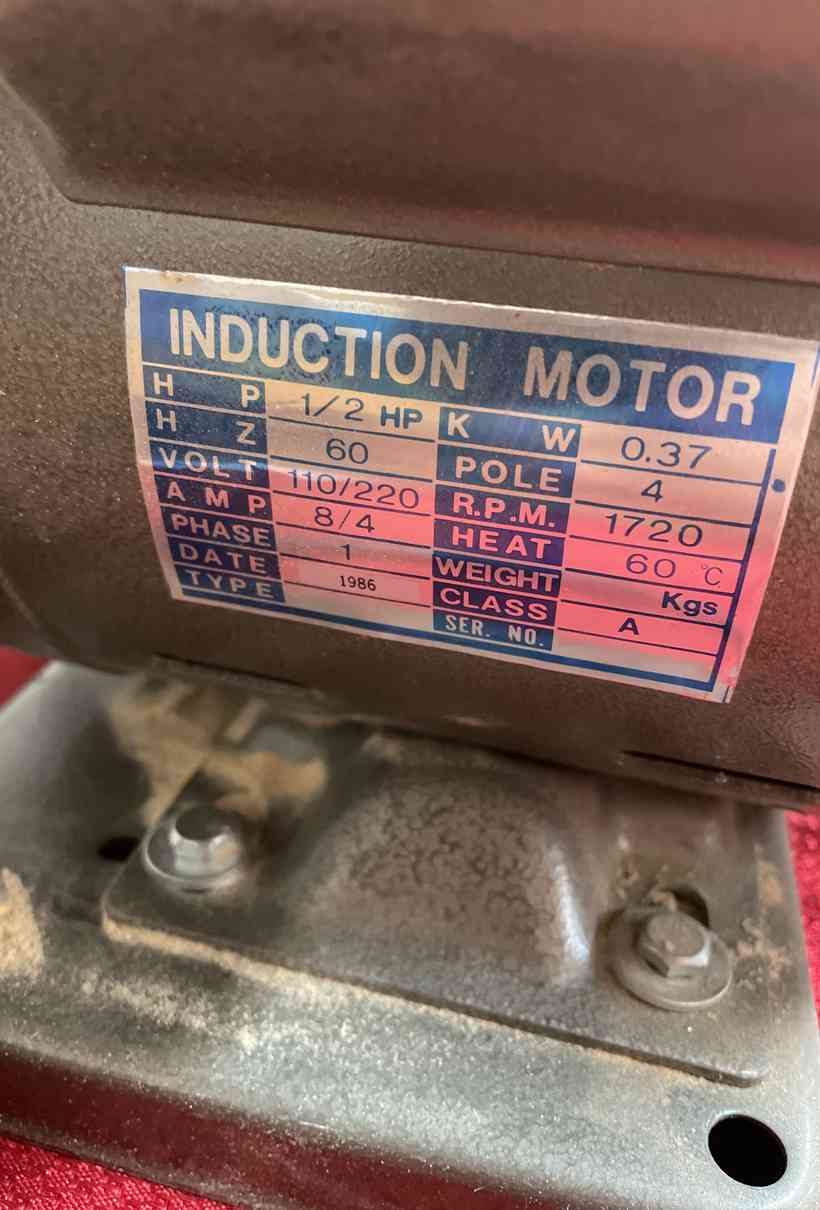 INDUCTION MOTOR
H P 1/2 HP K W 0.37
H Z 60 POLE 4
VOLT 110/220 R.P.M. 1720
AMP 8/4 HEAT 60 °C
PHASE 1 WEIGHT Kgs
DATE 1986 CLASS A
TYPE SER. NO.